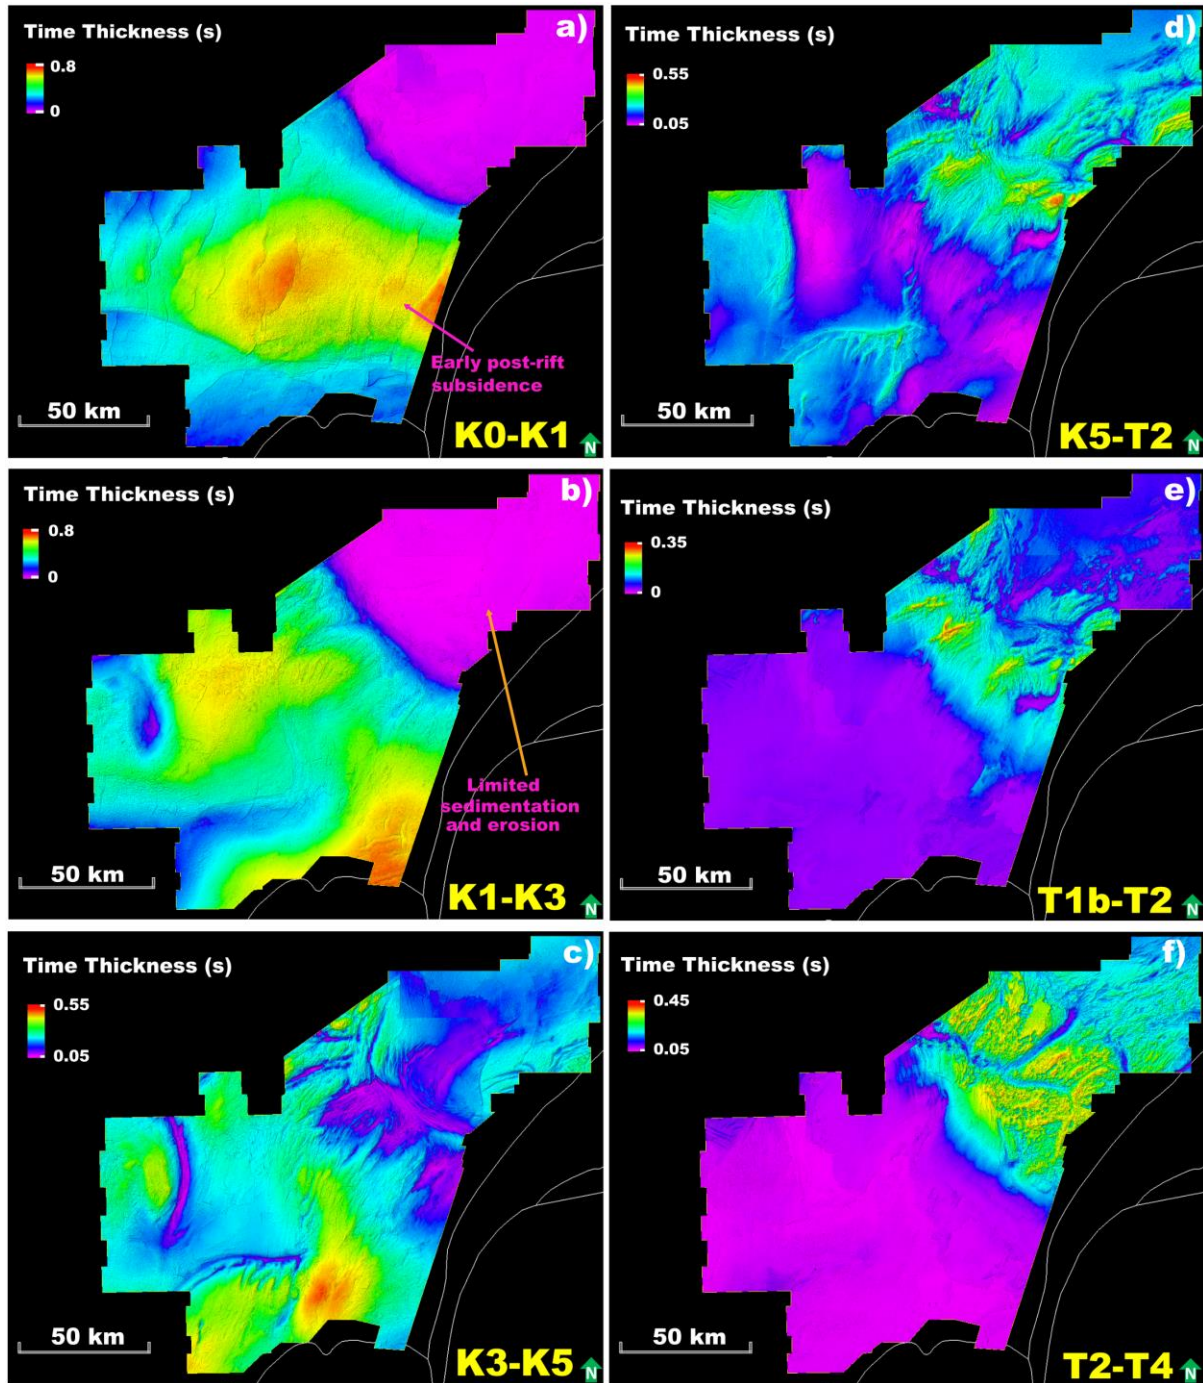 Time Thickness (s)
a)
0.8
0
Early post-rift
subsidence
50 km
K0-K1
N
Time Thickness (s)
d)
0.55
0.05
50 km
K5-T2
N
Time Thickness (s)
b)
0.8
0
Limited
sedimentation
and erosion
50 km
K1-K3
N
Time Thickness (s)
e)
0.35
0
50 km
T1b-T2
N
Time Thickness (s)
c)
0.55
0.05
50 km
K3-K5
N
Time Thickness (s)
f)
0.45
0.05
50 km
T2-T4
N